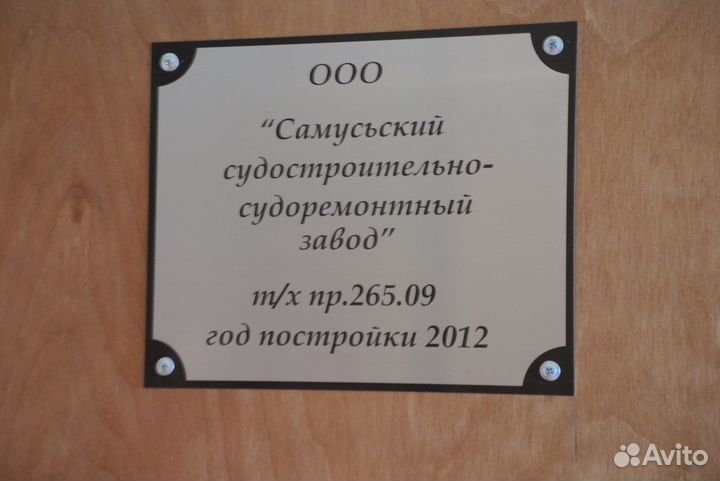 ООО
“Самусьский
судостроительно-
судоремонтный
завод”
т/х пр.265.09
год постройки 2012
Avito